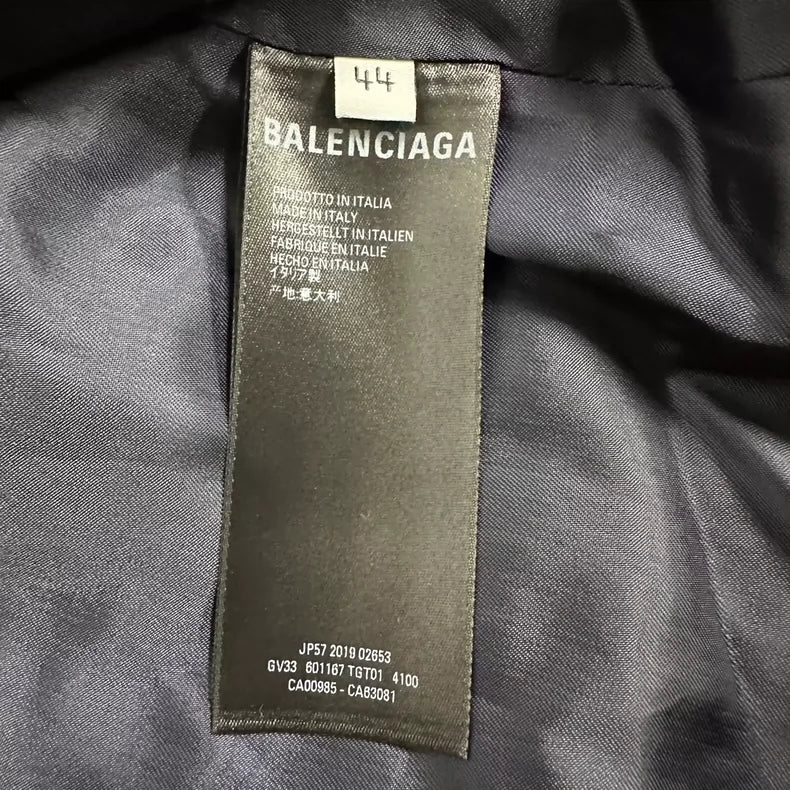 44
BALENCIAGA
PRODOTTO IN ITALIA
MADE IN ITALY
HERGESTELLT IN ITALIEN
FABRIQUE EN ITALIE
HECHO EN ITALIA
イタリア製
产地:意大利
JP57 2019 02653
GV33 601167 TGT01 4100
CA00985 - CAB3081